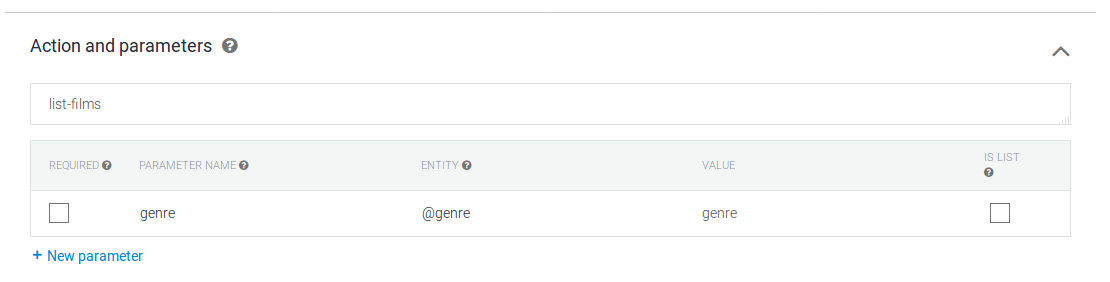 Action and parameters ?
list-films
REQUIRED ? PARAMETER NAME ? ENTITY ? VALUE IS LIST ?
genre @genre genre
+ New parameter